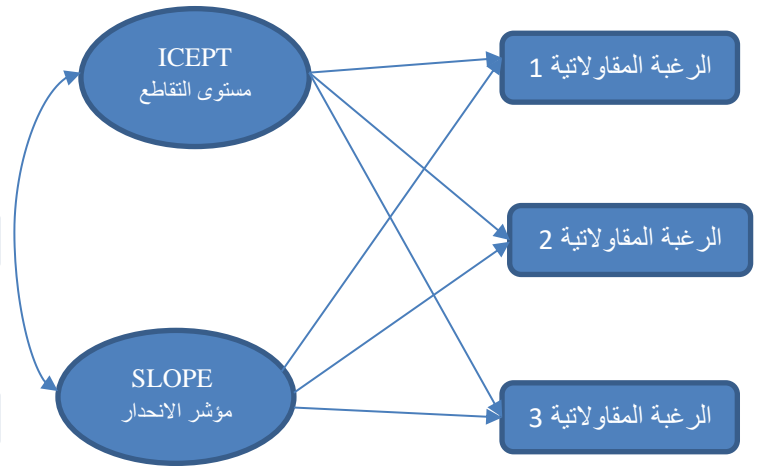 ICEPT
مستوى التقاطع
الرغبة المقاولاتية 1
الرغبة المقاولاتية 2
SLOPE
مؤشر الانحدار
الرغبة المقاولاتية 3